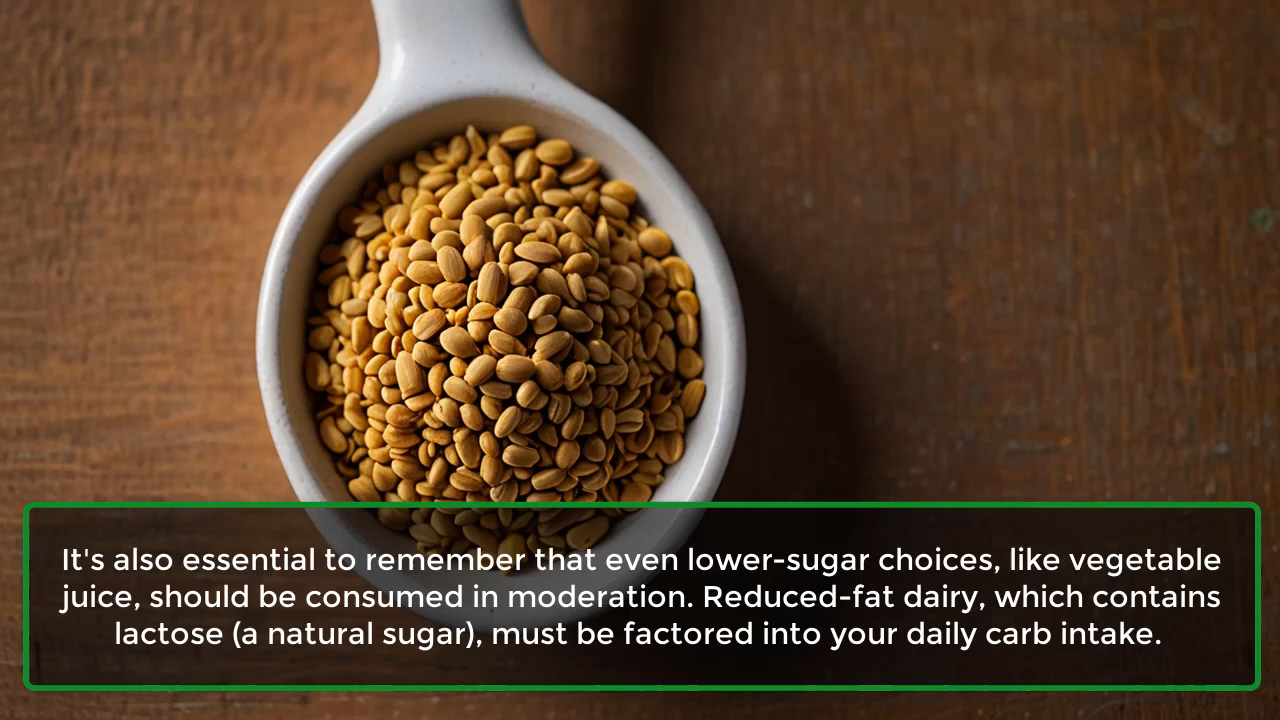 It's also essential to remember that even lower-sugar choices, like vegetable
juice, should be consumed in moderation. Reduced-fat dairy, which contains
lactose (a natural sugar), must be factored into your daily carb intake.